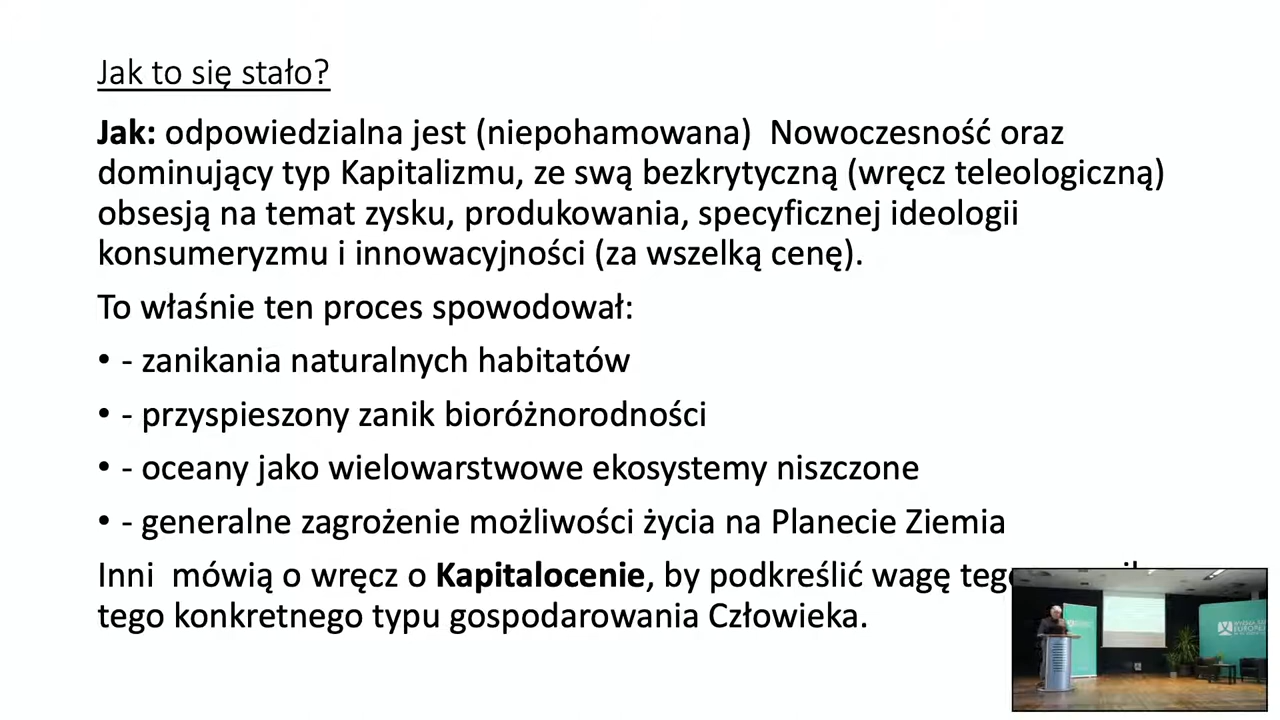 Jak to się stało?
Jak: odpowiedzialna jest (niepohamowana) Nowoczesność oraz
dominujący typ Kapitalizmu, ze swą bezkrytyczną (wręcz teleologiczną)
obsesją na temat zysku, produkowania, specyficznej ideologii
konsumeryzmu i innowacyjności (za wszelką cenę).
To właśnie ten proces spowodował:
• - zanikania naturalnych habitatów
• - przyspieszony zanik bioróżnorodności
• - oceany jako wielowarstwowe ekosystemy niszczone
• - generalne zagrożenie możliwości życia na Planecie Ziemia
Inni mówią o wręcz o Kapitalocenie, by podkreślić wagę
tego konkretnego typu gospodarowania Człowieka.